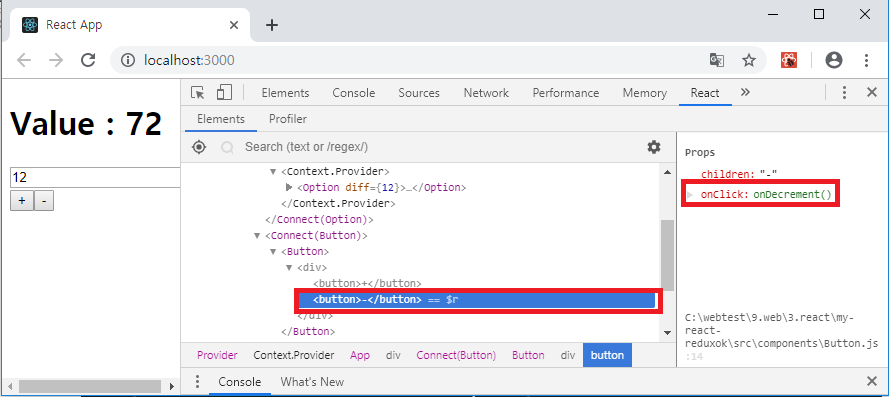 React App
localhost:3000
Value : 72
12
+ -
Elements Console Sources Network Performance Memory React »
Elements Profiler
Search (text or /regex/)
<Context.Provider>
<Option diff={12}>…</Option>
</Context.Provider>
</Connect(Option)>
<Connect(Button)>
<Button>
<div>
<button>+</button>
<button>-</button> == $r
</div>
</Button>
Provider Context.Provider App div Connect(Button) Button div button
Props
children: "-"
onClick: onDecrement()
C:\webtest\9.web\3.react\my-
react-
reduxok\src\components\Button.js
:14
Console What's New